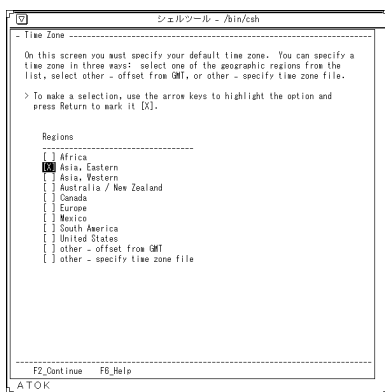 シェルツール - /bin/csh
- Time Zone ----------------------------------------------------------------
On this screen you must specify your default time zone.  You can specify a
time zone in three ways:  select one of the geographic regions from the
list, select other - offset from GMT, or other - specify time zone file.
> To make a selection, use the arrow keys to highlight the option and
press Return to mark it [X].
Regions
----------------------------------
[ ] Africa
[X] Asia, Eastern
[ ] Asia, Western
[ ] Australia / New Zealand
[ ] Canada
[ ] Europe
[ ] Mexico
[ ] South America
[ ] United States
[ ] other - offset from GMT
[ ] other - specify time zone file
--------------------------------------------------------------------------------
F2_Continue    F6_Help
ATOK